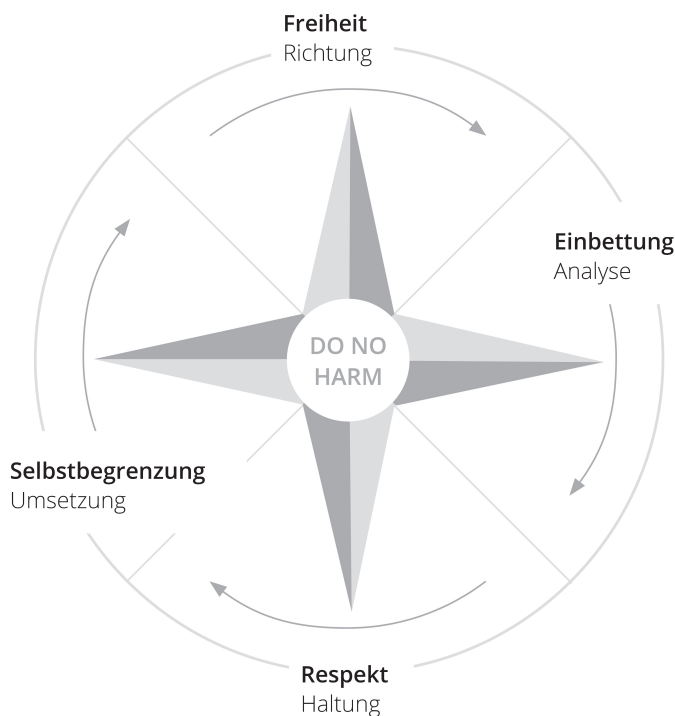 Freiheit
Richtung
Einbettung
Analyse
DO NO
HARM
Selbstbegrenzung
Umsetzung
Respekt
Haltung